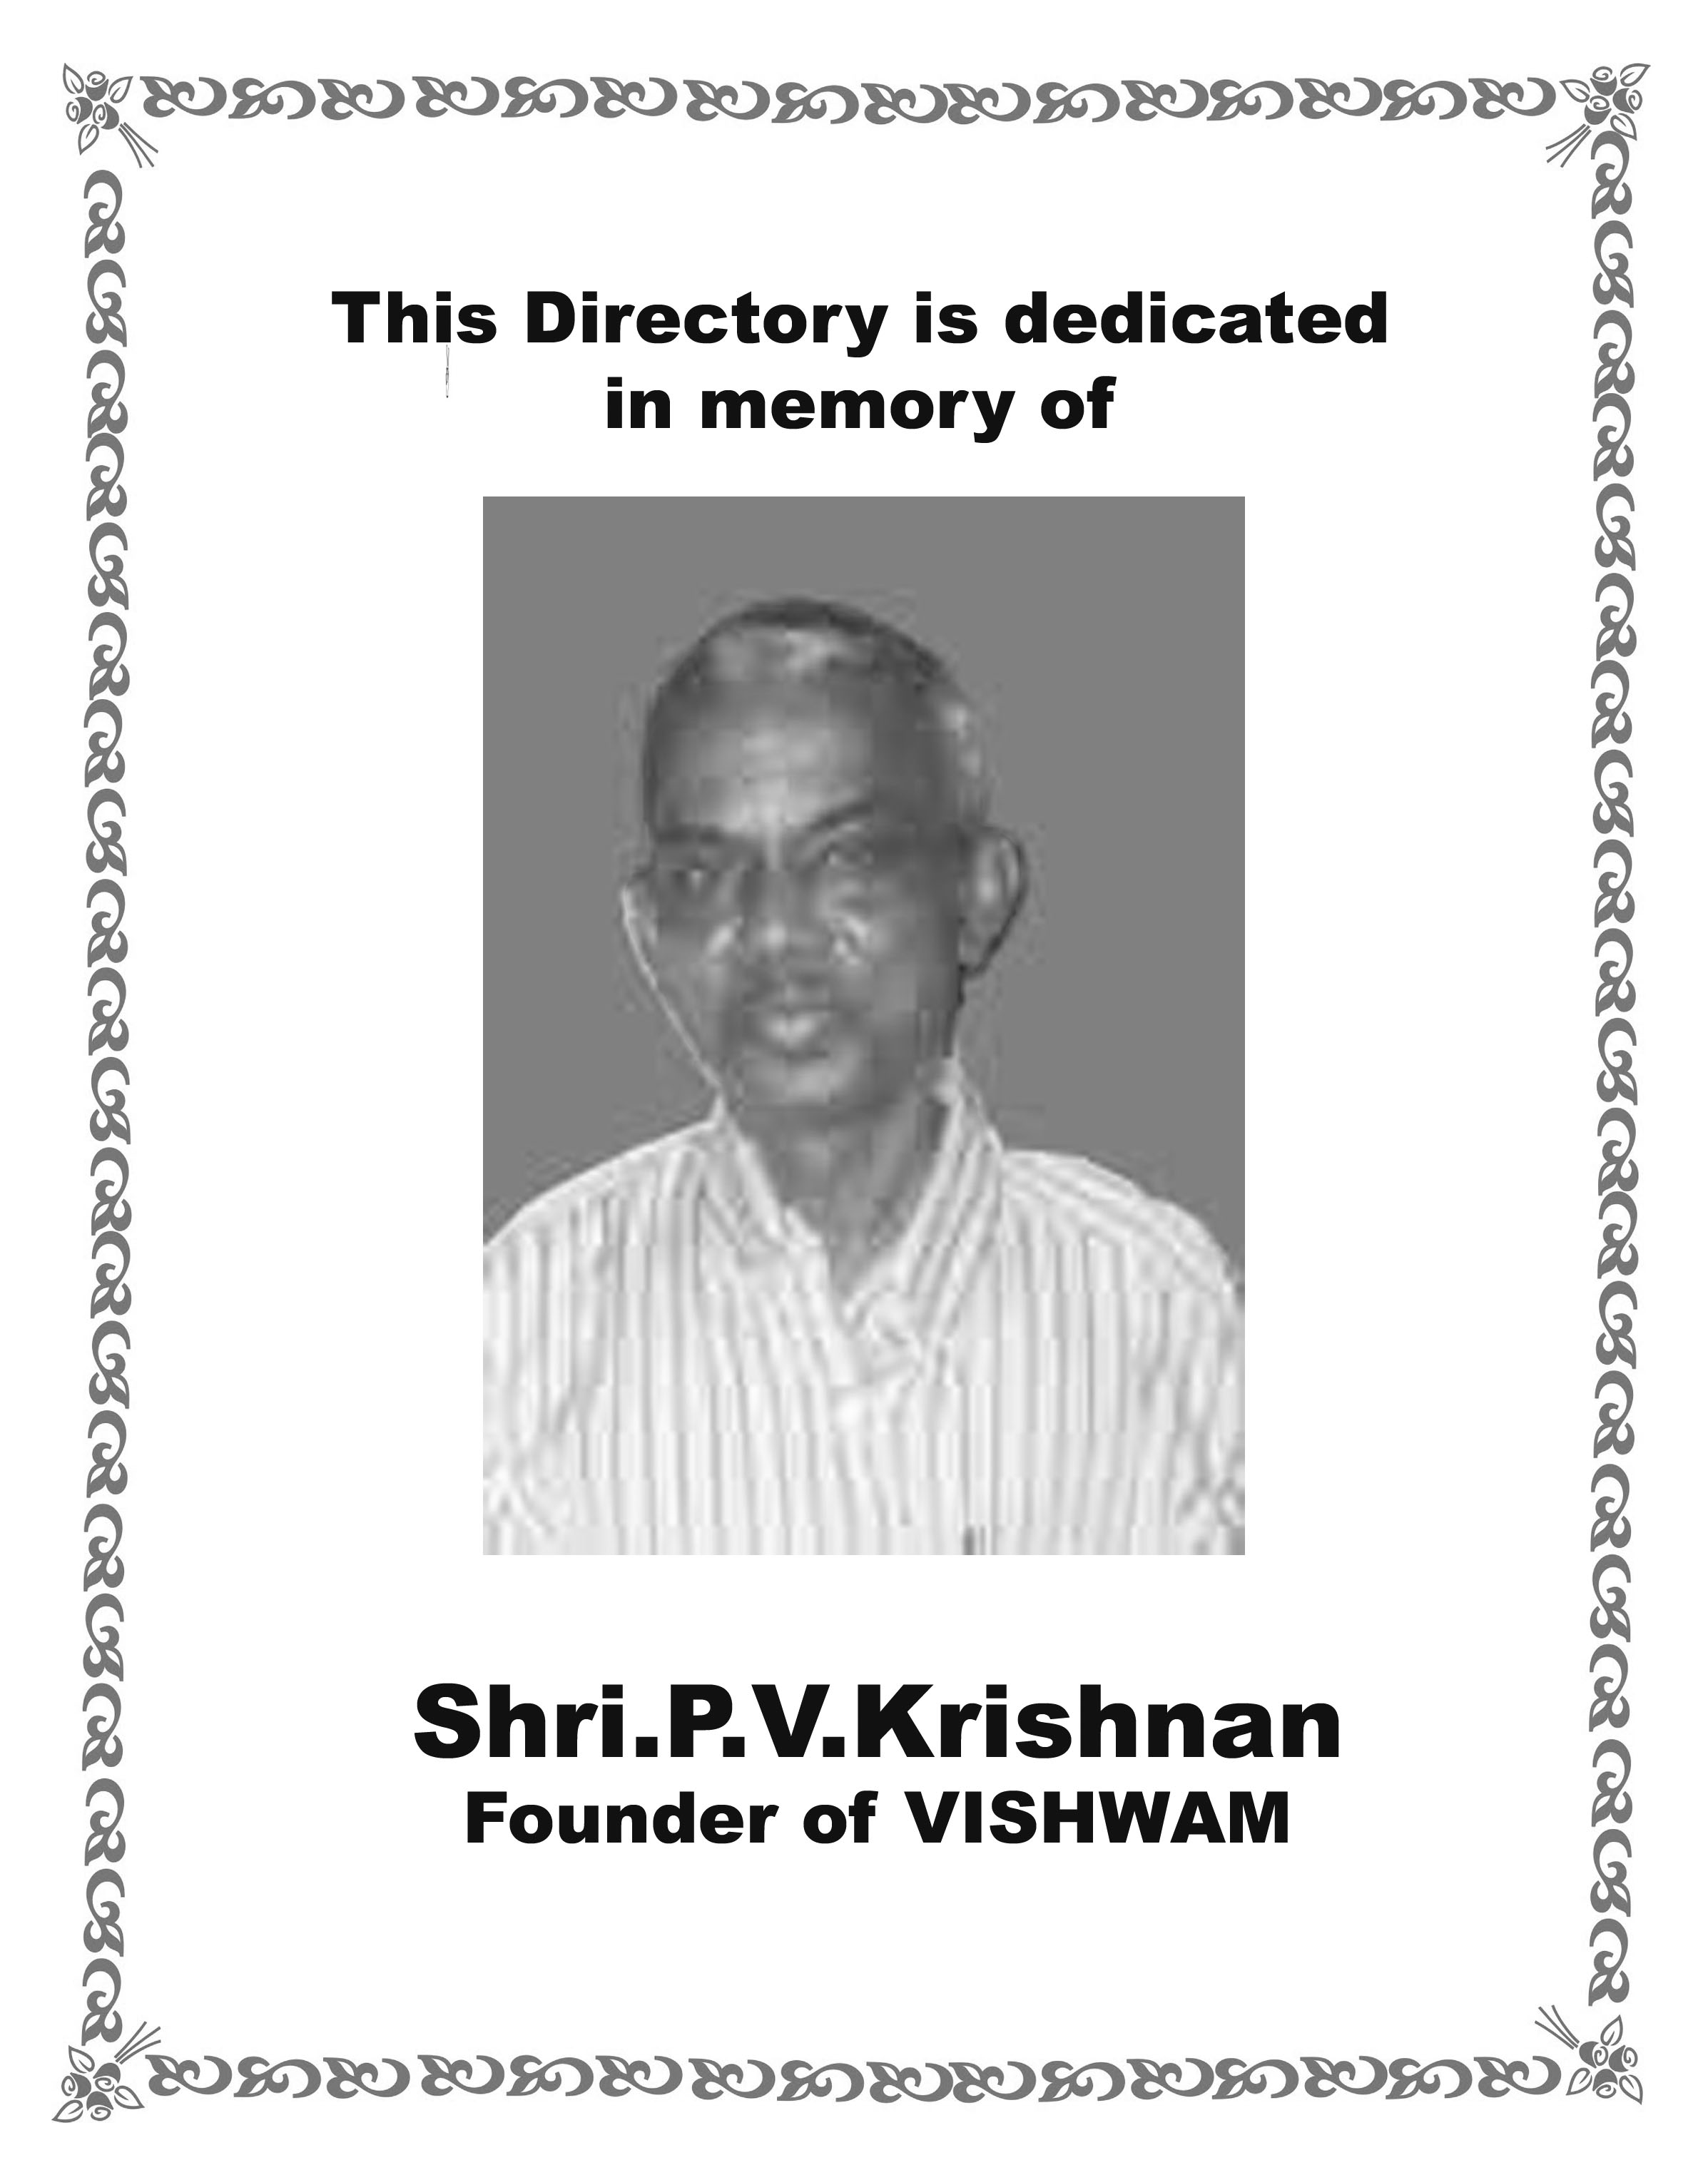 This Directory is dedicated
in memory of
Shri.P.V.Krishnan
Founder of VISHWAM